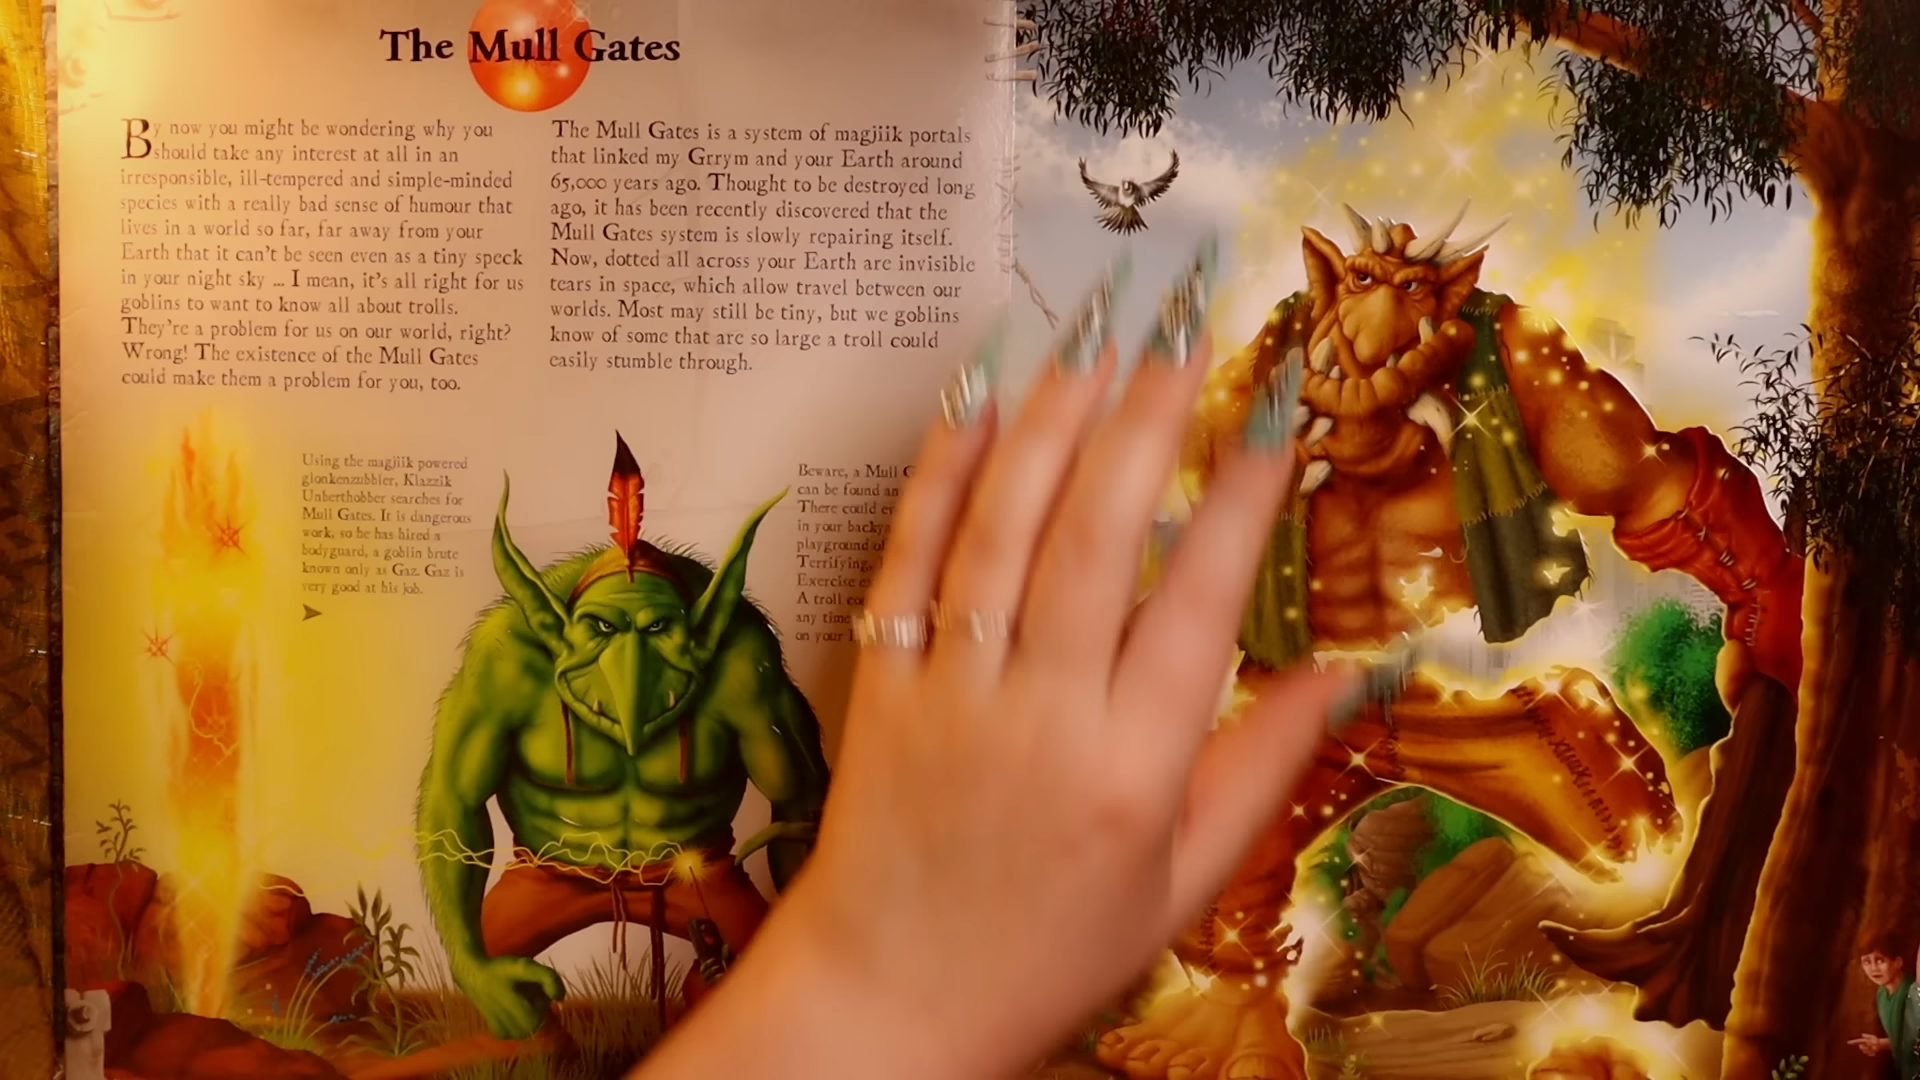 The Mull Gates
By now you might be wondering why you
should take any interest at all in an
irresponsible, ill-tempered and simple-minded
species with a really bad sense of humour that
lives in a world so far, far away from your
Earth that it can't be seen even as a tiny speck
in your night sky ... I mean, it's all right for us
goblins to want to know all about trolls.
They're a problem for us on our world, right?
Wrong! The existence of the Mull Gates
could make them a problem for you, too.
The Mull Gates is a system of magjiik portals
that linked my Grrym and your Earth around
65,000 years ago. Thought to be destroyed long
ago, it has been recently discovered that the
Mull Gates system is slowly repairing itself.
Now, dotted all across your Earth are invisible
tears in space, which allow travel between our
worlds. Most may still be tiny, but we goblins
know of some that are so large a troll could
easily stumble through.
Using the magjiik powered
glonkenzubbler, Klazzik
Unberthobber searches for
Mull Gates. It is dangerous
work, so he has hired a
bodyguard, a goblin brute
known only as Gaz. Gaz is
very good at his job.
Beware, a Mull
can be found
There could
in your
playground
Terrifying,
Exercise
A troll
any time
on your